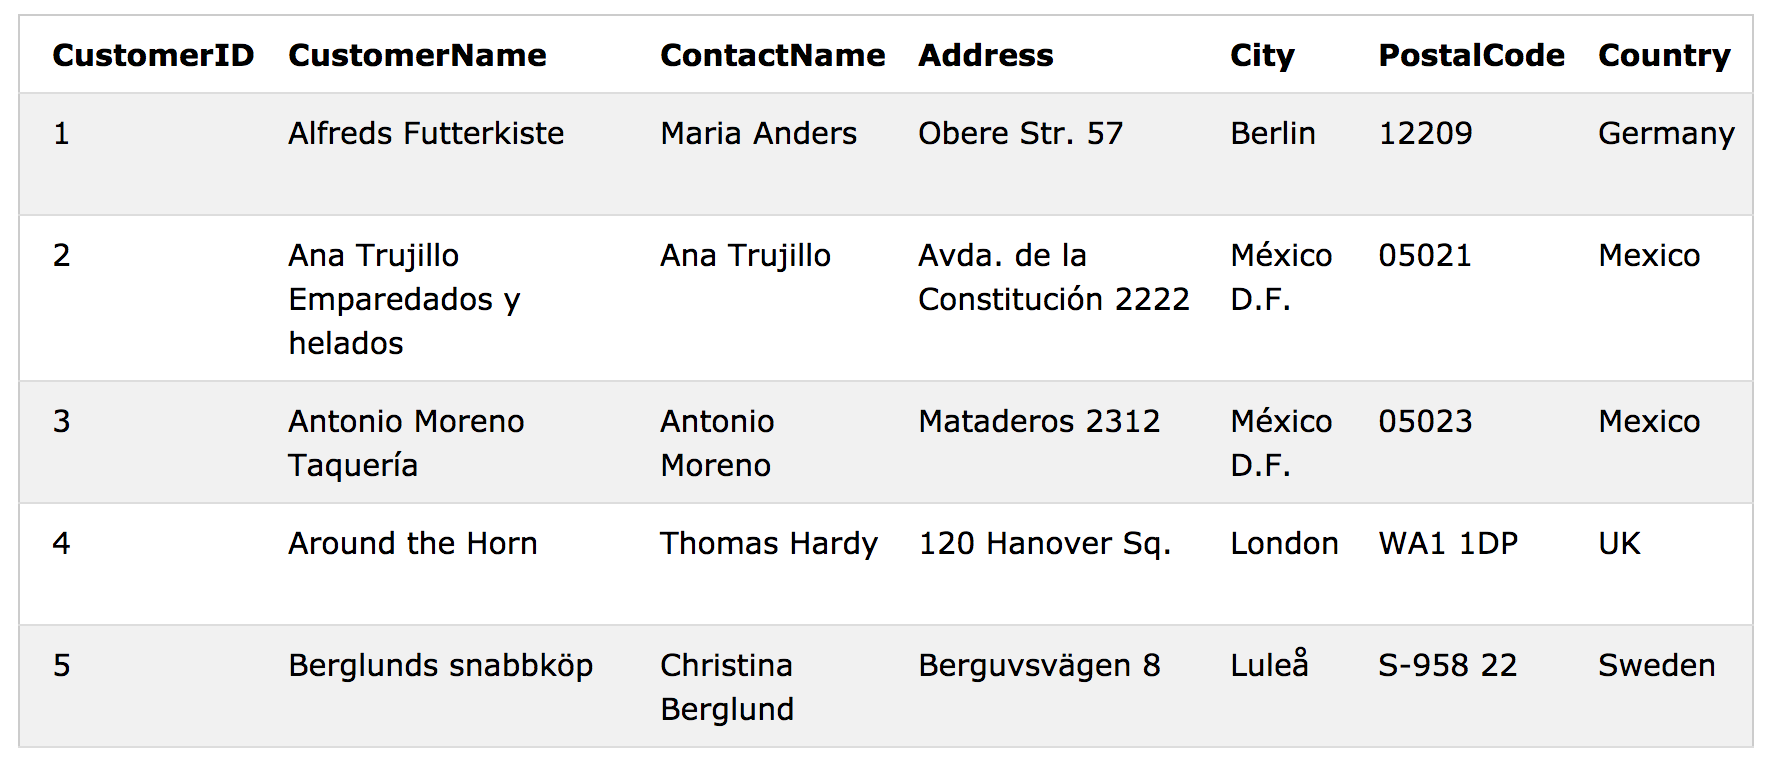 CustomerID CustomerName ContactName Address City PostalCode Country
1 Alfreds Futterkiste Maria Anders Obere Str. 57 Berlin 12209 Germany
2 Ana Trujillo Ana Trujillo Avda. de la México 05021 Mexico
Emparedados y Constitución 2222 D.F.
helados
3 Antonio Moreno Antonio Mataderos 2312 México 05023 Mexico
Taquería Moreno D.F.
4 Around the Horn Thomas Hardy 120 Hanover Sq. London WA1 1DP UK
5 Berglunds snabbköp Christina Berguvsvägen 8 Luleå S-958 22 Sweden
Berglund